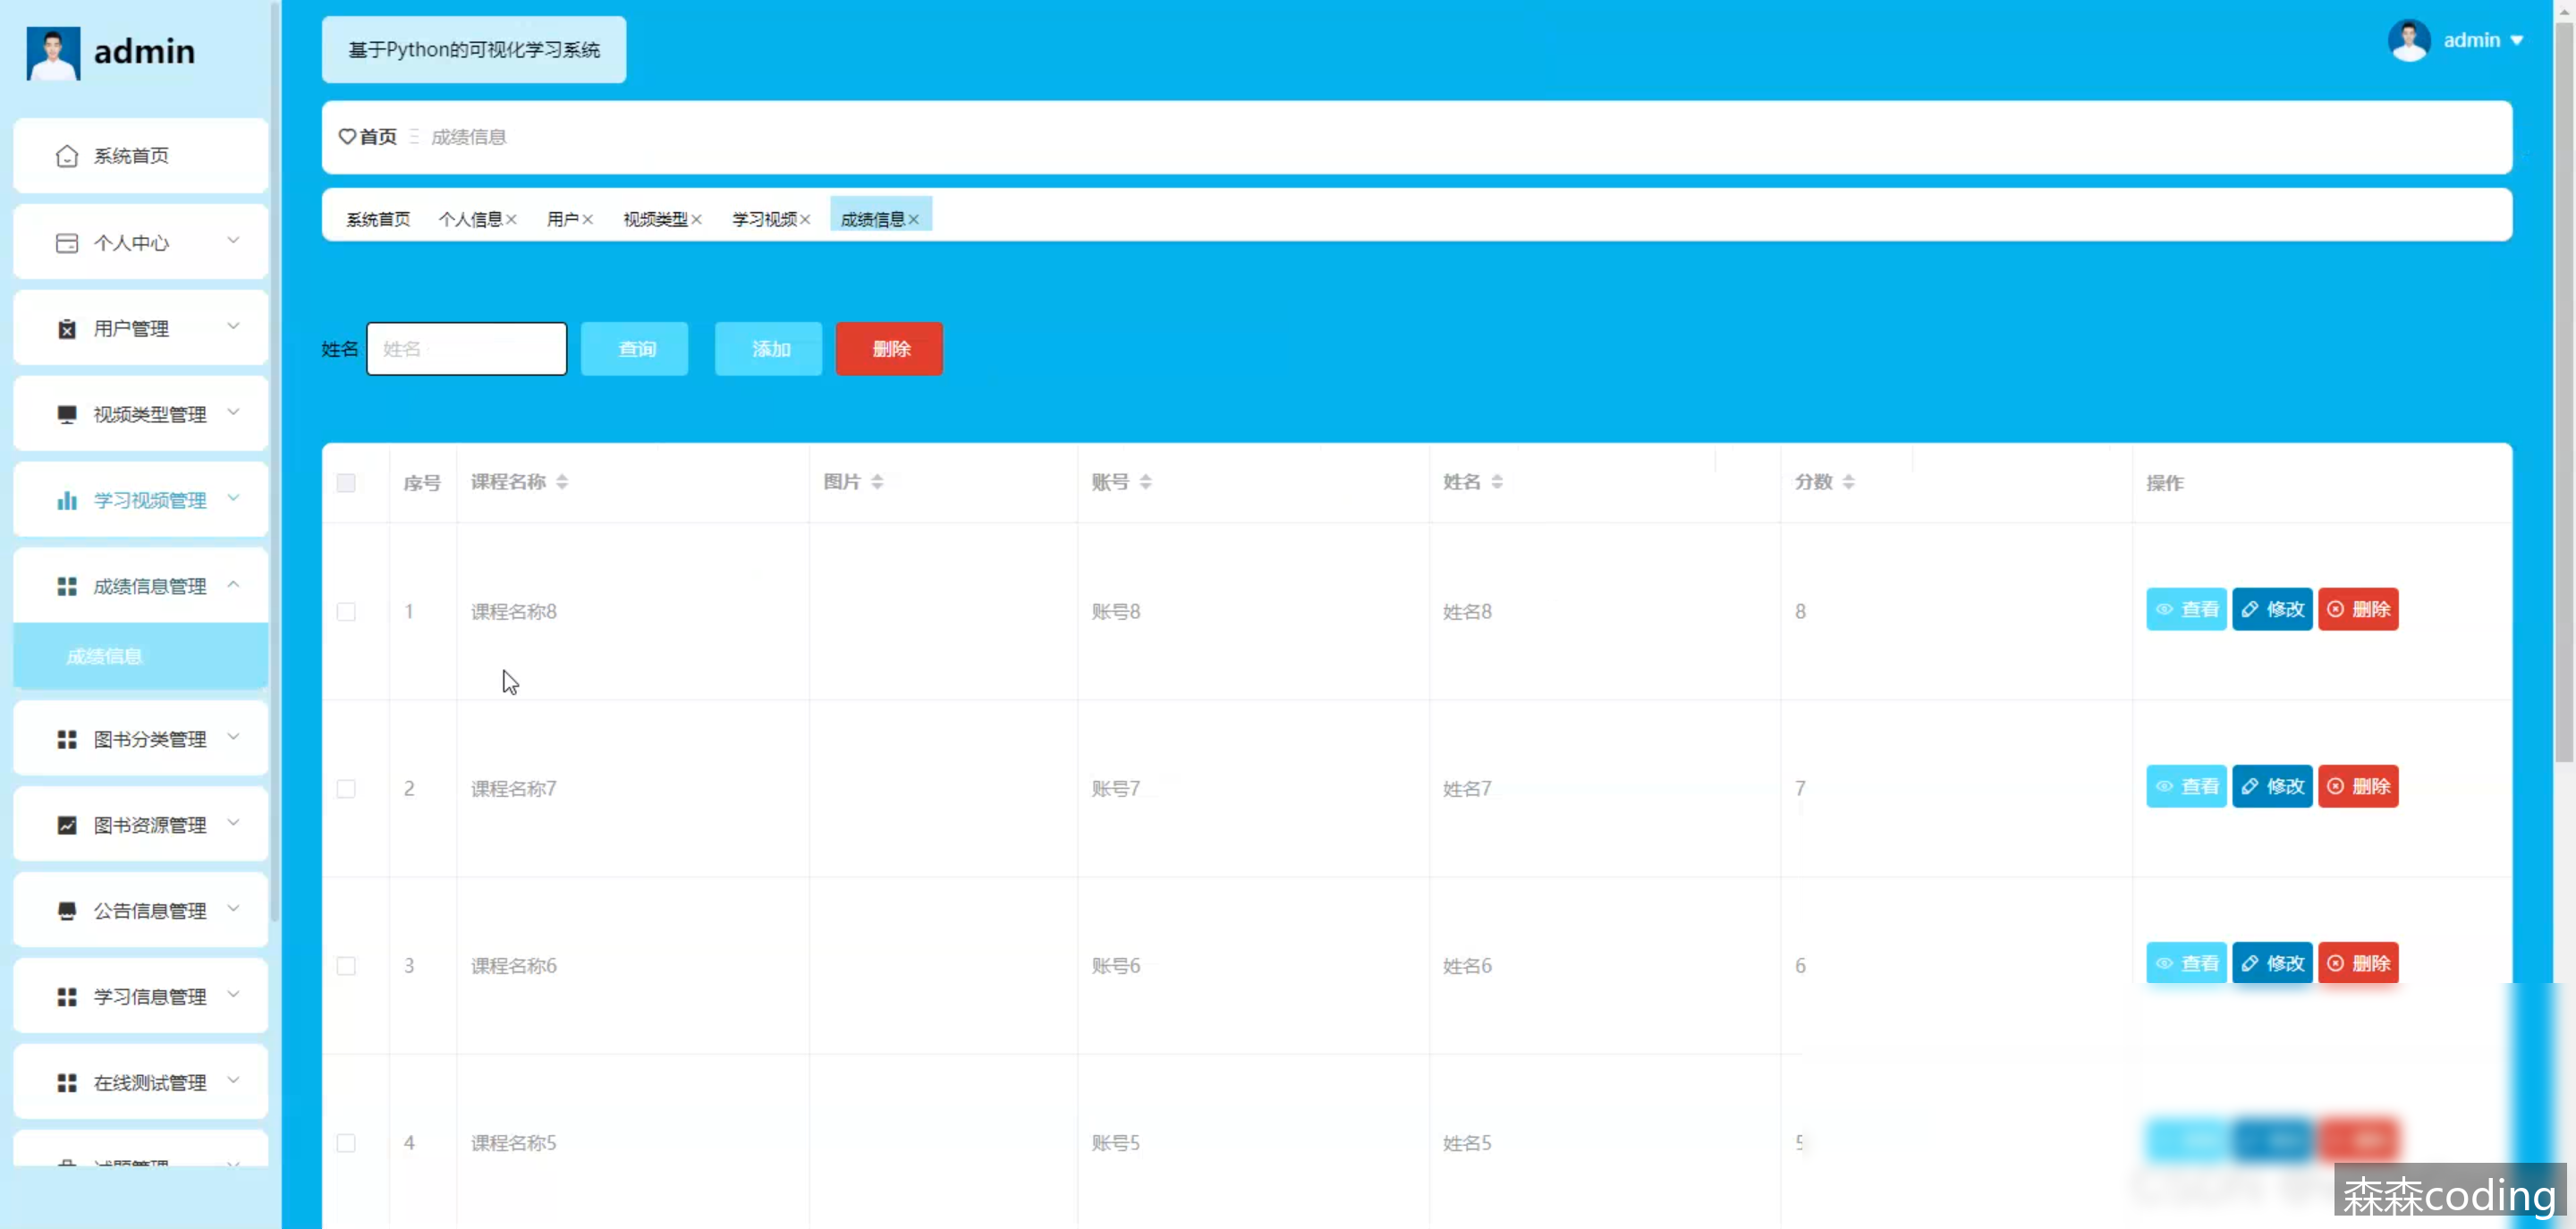 admin
基于Python的可视化学习系统
admin
首页
成绩信息
系统首页 个人信息 用户 视频类型 学习视频 成绩信息
系统首页
个人中心
用户管理
视频类型管理
学习视频管理
成绩信息管理
成绩信息
图书分类管理
图书资源管理
公告信息管理
学习信息管理
在线测试管理
姓名 姓名 查询 添加 删除
序号 课程名称 图片 账号 姓名 分数 操作
1 课程名称8 账号8 姓名8 8 查看 修改 删除
2 课程名称7 账号7 姓名7 7 查看 修改 删除
3 课程名称6 账号6 姓名6 6 查看 修改 删除
4 课程名称5 账号5 姓名5 5
森森coding